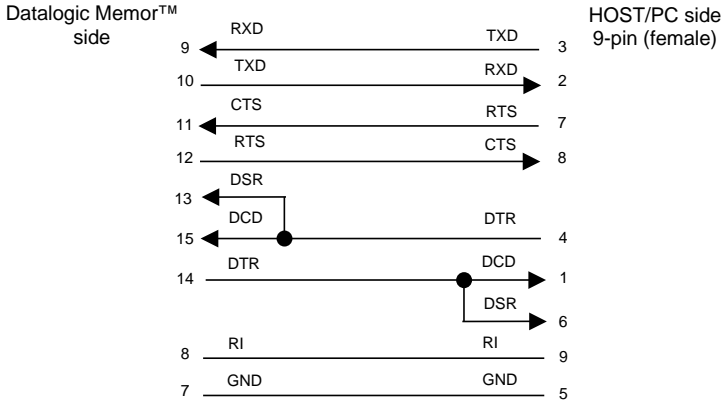 Datalogic Memor™ side
HOST/PC side
9-pin (female)
9 RXD TXD 3
10 TXD RXD 2
11 CTS RTS 7
12 RTS CTS 8
13 DSR
15 DCD DTR 4
14 DTR DCD 1
DSR 6
8 RI RI 9
7 GND GND 5